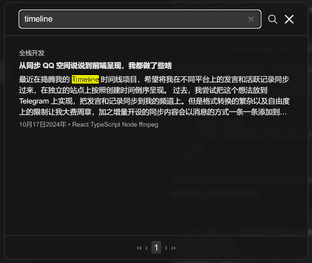 timeline
全栈开发
从同步 QQ 空间说说到前端呈现，我都做了些啥
最近在捣腾我的 Timeline 时间线项目，希望将我在不同平台上的发言和活跃记录同步
过来，在独立的站点上按照创建时间倒序呈现。 过去，我尝试把这个想法放到
Telegram 上实现，把发言和记录同步到我的频道上。但是格式转换的繁杂以及自由度
上的限制让我大费周章，加之增量开设的同步内容会以消息的方式一条一条添加到...
10月17日2024年 • React TypeScript Node ffmpeg
‹‹ ‹ 1 › ››